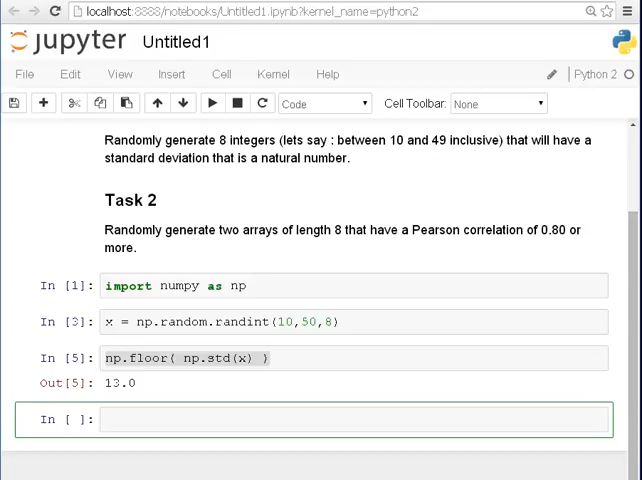 localhost:8888/notebooks/Untitled1.ipynb?kernel_name=python2
jupyter Untitled1
File Edit View Insert Cell Kernel Help Python 2
Code Cell Toolbar: None
Randomly generate 8 integers (lets say : between 10 and 49 inclusive) that will have a
standard deviation that is a natural number.
Task 2
Randomly generate two arrays of length 8 that have a Pearson correlation of 0.80 or
more.
In [1]: import numpy as np
In [3]: x = np.random.randint(10,50,8)
In [5]: np.floor( np.std(x) )
Out[5]: 13.0
In [ ]: